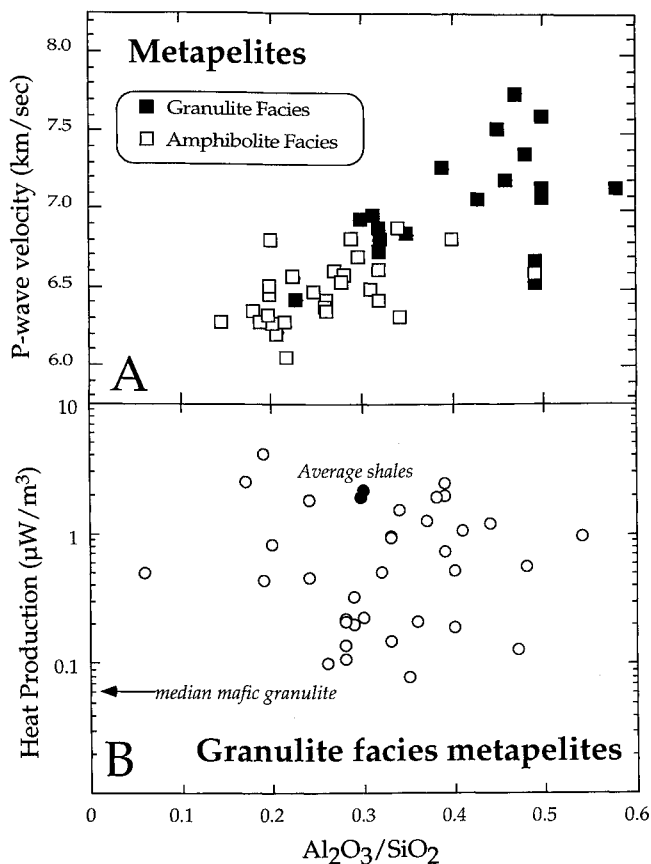 Metapelites
Granulite Facies
Amphibolite Facies
P-wave velocity (km/sec)
8.0
7.5
7.0
6.5
6.0
A
Heat Production (µW/m³)
10
1
0.1
Average shales
median mafic granulite
B
Granulite facies metapelites
0 0.1 0.2 0.3 0.4 0.5 0.6
Al₂O₃/SiO₂